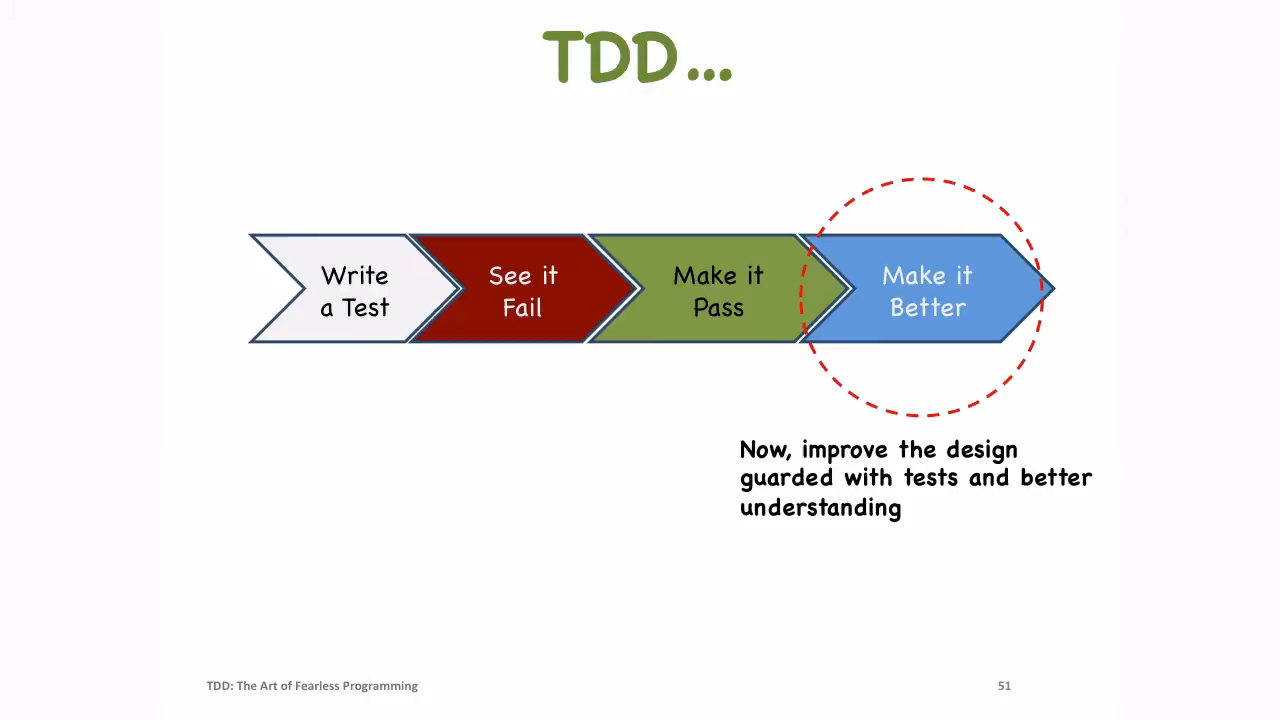 TDD...
Write
a Test
See it
Fail
Make it
Pass
Make it
Better
Now, improve the design
guarded with tests and better
understanding
TDD: The Art of Fearless Programming
51